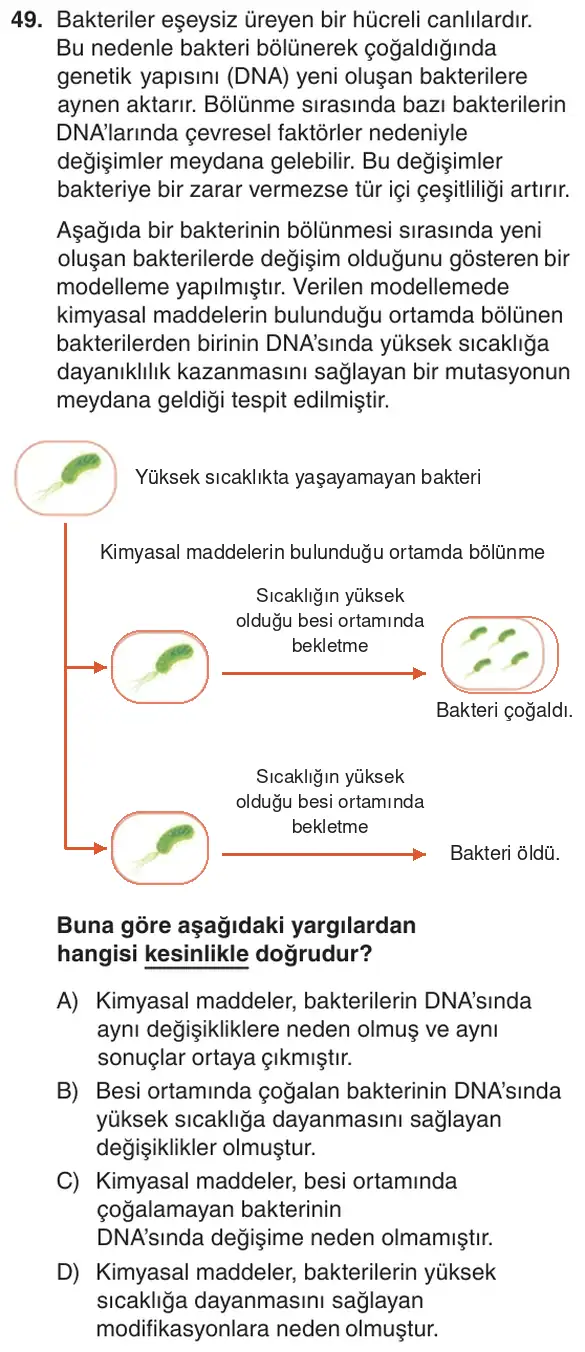 49. Bakteriler eşeysiz üreyen bir hücreli canlılardır.
Bu nedenle bakteri bölünerek çoğaldığında
genetik yapısını (DNA) yeni oluşan bakterilere
aynen aktarır. Bölünme sırasında bazı bakterilerin
DNA’larında çevresel faktörler nedeniyle
değişimler meydana gelebilir. Bu değişimler
bakteriye bir zarar vermezse tür içi çeşitliliği artırır.
Aşağıda bir bakterinin bölünmesi sırasında yeni
oluşan bakterilerde değişim olduğunu gösteren bir
modelleme yapılmıştır. Verilen modellemede
kimyasal maddelerin bulunduğu ortamda bölünen
bakterilerden birinin DNA’sında yüksek sıcaklığa
dayanıklılık kazanmasını sağlayan bir mutasyonun
meydana geldiği tespit edilmiştir.
Yüksek sıcaklıkta yaşayamayan bakteri
Kimyasal maddelerin bulunduğu ortamda bölünme
Sıcaklığın yüksek
olduğu besi ortamında
bekletme
Bakteri çoğaldı.
Sıcaklığın yüksek
olduğu besi ortamında
bekletme
Bakteri öldü.
Buna göre aşağıdaki yargılardan
hangisi kesinlikle doğrudur?
A) Kimyasal maddeler, bakterilerin DNA’sında
aynı değişikliklere neden olmuş ve aynı
sonuçlar ortaya çıkmıştır.
B) Besi ortamında çoğalan bakterinin DNA’sında
yüksek sıcaklığa dayanmasını sağlayan
değişiklikler olmuştur.
C) Kimyasal maddeler, besi ortamında
çoğalamayan bakterinin
DNA’sında değişime neden olmamıştır.
D) Kimyasal maddeler, bakterilerin yüksek
sıcaklığa dayanmasını sağlayan
modifikasyonlara neden olmuştur.